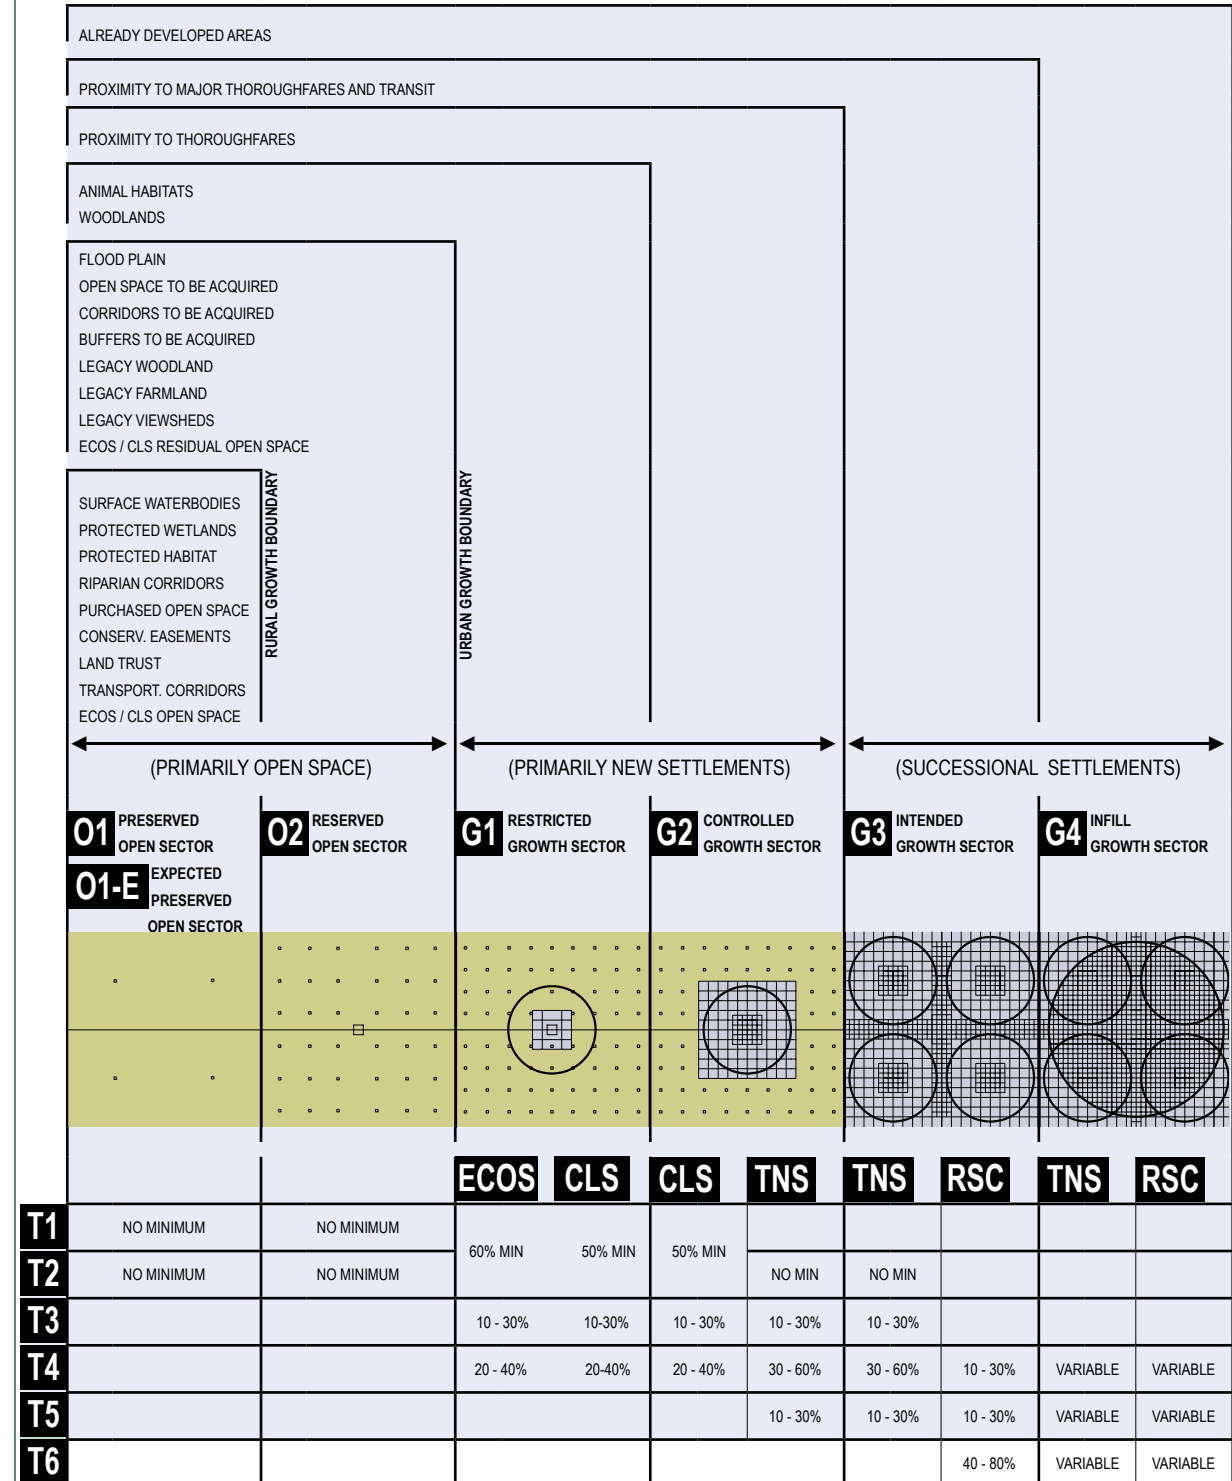 ALREADY DEVELOPED AREAS
PROXIMITY TO MAJOR THOROUGHFARES AND TRANSIT
PROXIMITY TO THOROUGHFARES
ANIMAL HABITATS
WOODLANDS
FLOOD PLAIN
OPEN SPACE TO BE ACQUIRED
CORRIDORS TO BE ACQUIRED
BUFFERS TO BE ACQUIRED
LEGACY WOODLAND
LEGACY FARMLAND
LEGACY VIEWSHEDS
ECOS / CLS RESIDUAL OPEN SPACE
SURFACE WATERBODIES
PROTECTED WETLANDS
PROTECTED HABITAT
RIPARIAN CORRIDORS
PURCHASED OPEN SPACE
CONSERV. EASEMENTS
LAND TRUST
TRANSPORT. CORRIDORS
ECOS / CLS OPEN SPACE
RURAL GROWTH BOUNDARY
URBAN GROWTH BOUNDARY
(PRIMARILY OPEN SPACE) (PRIMARILY NEW SETTLEMENTS) (SUCCESSIONAL SETTLEMENTS)
O1 PRESERVED
OPEN SECTOR
O1-E EXPECTED
PRESERVED
OPEN SECTOR
O2 RESERVED
OPEN SECTOR
G1 RESTRICTED
GROWTH SECTOR
G2 CONTROLLED
GROWTH SECTOR
G3 INTENDED
GROWTH SECTOR
G4 INFILL
GROWTH SECTOR
ECOS CLS CLS TNS TNS RSC TNS RSC
T1 NO MINIMUM NO MINIMUM
60% MIN 50% MIN 50% MIN
T2 NO MINIMUM NO MINIMUM NO MIN NO MIN
T3 10 - 30% 10-30% 10 - 30% 10 - 30% 10 - 30%
T4 20 - 40% 20-40% 20 - 40% 30 - 60% 30 - 60% 10 - 30% VARIABLE VARIABLE
T5 10 - 30% 10 - 30% 10 - 30% VARIABLE VARIABLE
T6 40 - 80% VARIABLE VARIABLE